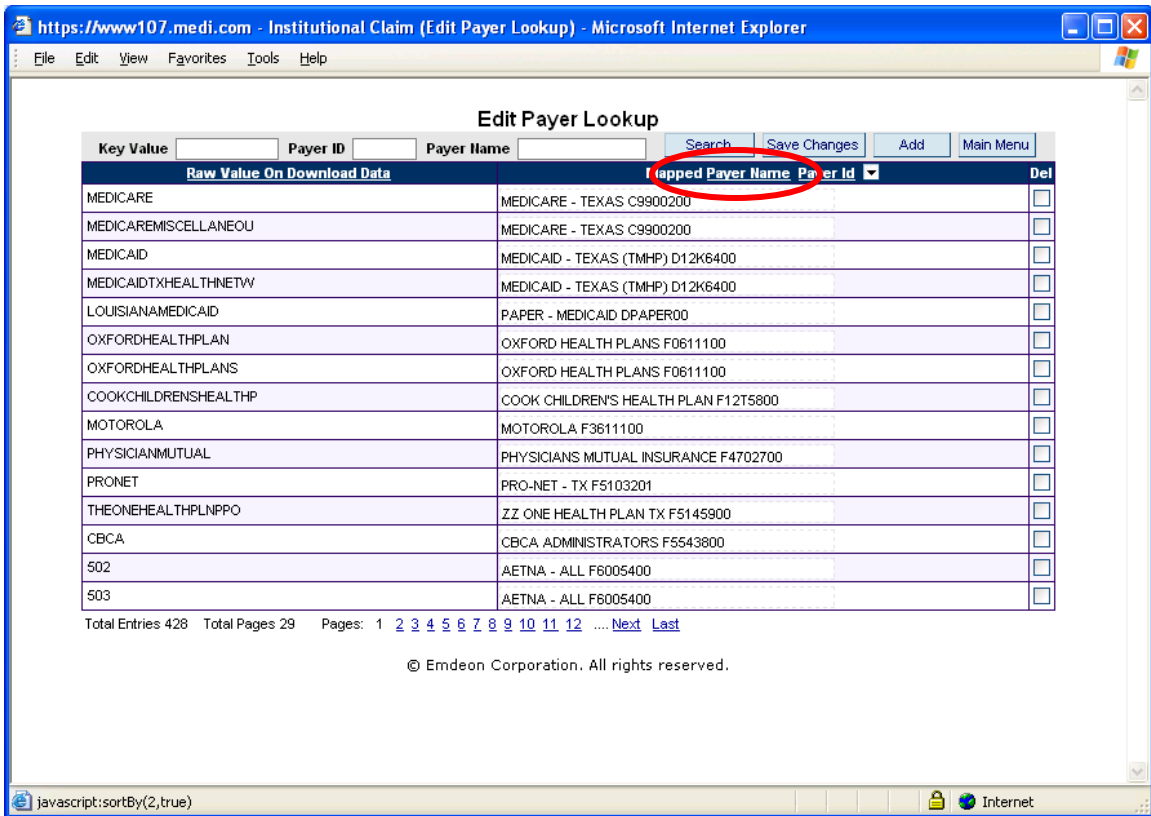 https://www107.medi.com - Institutional Claim (Edit Payer Lookup) - Microsoft Internet Explorer
File Edit View Favorites Tools Help
Edit Payer Lookup
Key Value Payer ID Payer Name Search Save Changes Add Main Menu
Raw Value On Download Data Mapped Payer Name Payer Id Del
MEDICARE MEDICARE - TEXAS C9900200
MEDICAREMISCELLANEOU MEDICARE - TEXAS C9900200
MEDICAID MEDICAID - TEXAS (TMHP) D12K6400
MEDICAIDTXHEALTHNETW MEDICAID - TEXAS (TMHP) D12K6400
LOUISIANAMEDICAID PAPER - MEDICAID DPAPER00
OXFORDHEALTHPLAN OXFORD HEALTH PLANS F0611100
OXFORDHEALTHPLANS OXFORD HEALTH PLANS F0611100
COOKCHILDRENSHEALTHP COOK CHILDREN'S HEALTH PLAN F12T5800
MOTOROLA MOTOROLA F3611100
PHYSICIANMUTUAL PHYSICIANS MUTUAL INSURANCE F4702700
PRONET PRO-NET - TX F5103201
THEONEHEALTHPLNPPO ZZ ONE HEALTH PLAN TX F5145900
CBCA CBCA ADMINISTRATORS F5543800
502 AETNA - ALL F6005400
503 AETNA - ALL F6005400
Total Entries 428 Total Pages 29 Pages: 1 2 3 4 5 6 7 8 9 10 11 12 .... Next Last
© Emdeon Corporation. All rights reserved.
javascript:sortBy(2,true) Internet